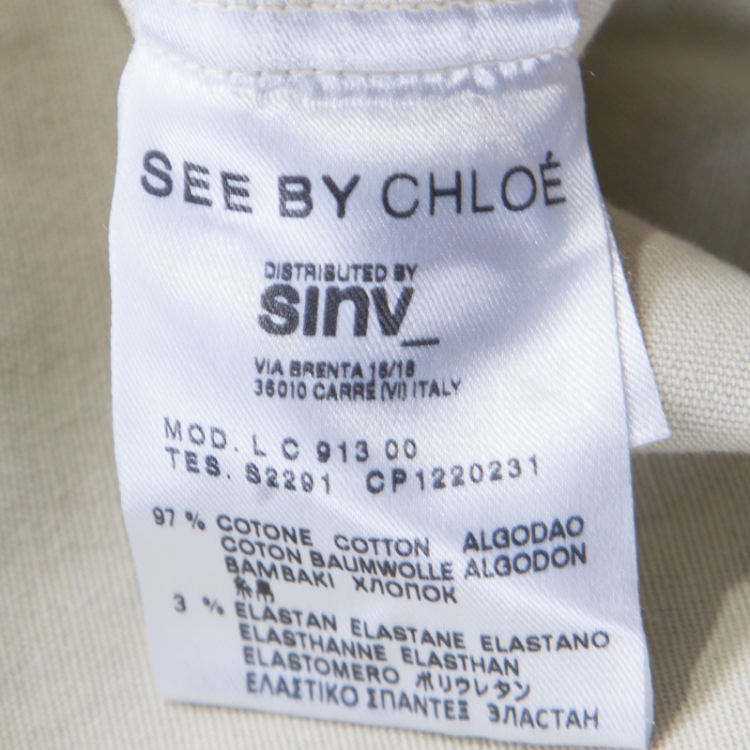 SEE BY CHLOÉ
DISTRIBUTED BY
sinv_
VIA BRENTA 16/18
36010 CARRÉ (VI) ITALY
MOD. L C 913 00
TES. S2291 CP1220231
97 % COTONE COTTON ALGODAO
COTON BAUMWOLLE ALGODON
BAMBAKI ХЛОПОК
3 % ELASTAN ELASTANE ELASTANO
ELASTHANNE ELASTHAN
ELASTOMERO ポリウレタン
ΕΛΑΣΤΙΚΟ ΣΠΑΝΤΕΞ ЭЛАСТАН